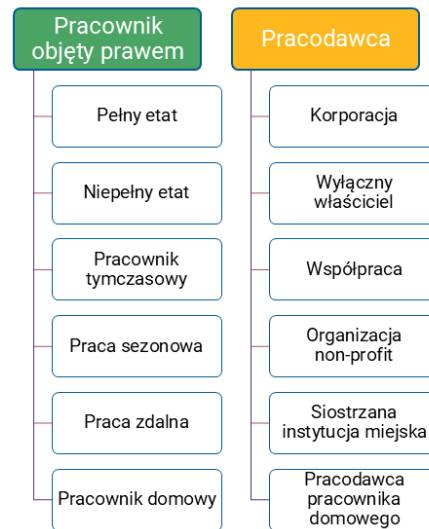 Pracownik
objęty prawem
Pełny etat
Niepełny etat
Pracownik
tymczasowy
Praca sezonowa
Praca zdalna
Pracownik domowy
Pracodawca
Korporacja
Wyłączny
właściciel
Współpraca
Organizacja
non-profit
Siostrzana
instytucja miejska
Pracodawca
pracownika
domowego